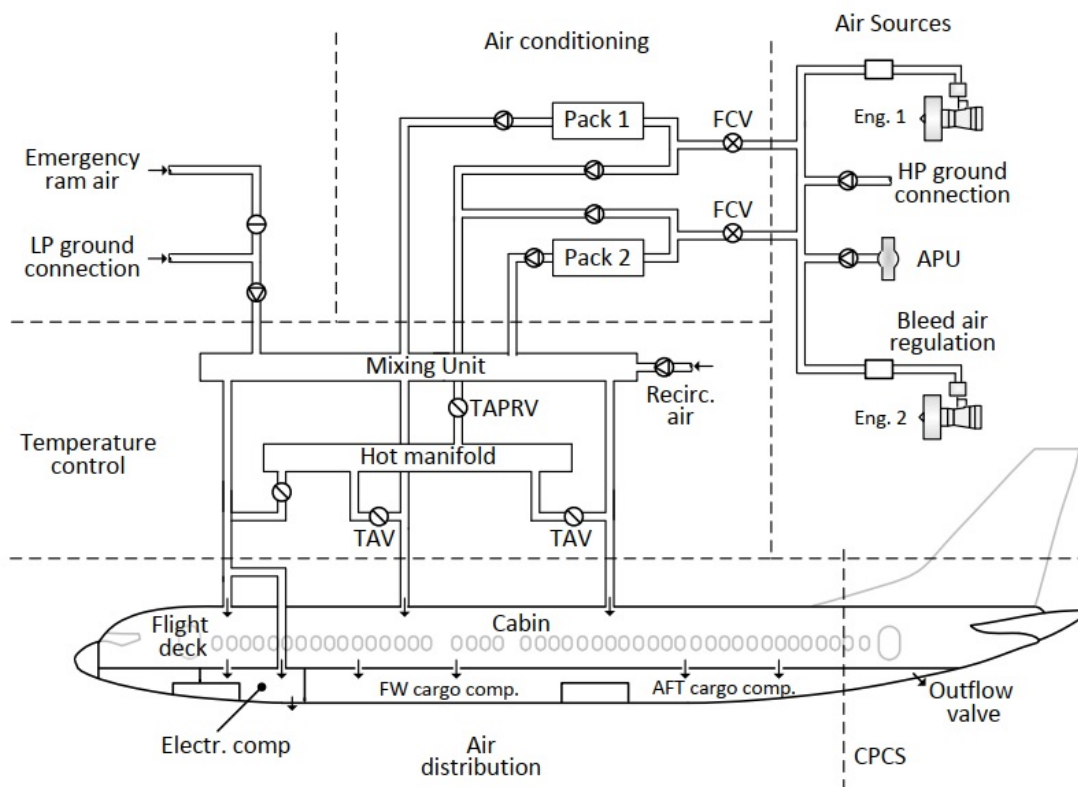 Air conditioning
Air Sources
Pack 1
FCV
Eng. 1
Emergency
ram air
HP ground
connection
FCV
LP ground
connection
Pack 2
APU
Bleed air
regulation
Mixing Unit
Recirc.
air
TAPRV
Eng. 2
Temperature
control
Hot manifold
TAV
TAV
Flight
deck
Cabin
FW cargo comp.
AFT cargo comp.
Outflow
valve
Electr. comp
Air
distribution
CPCS